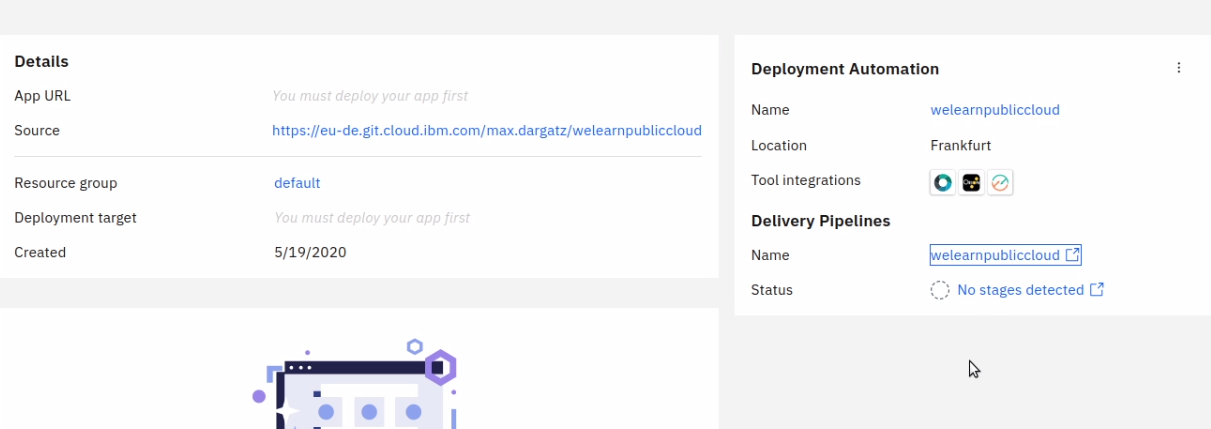 Details
App URL You must deploy your app first
Source https://eu-de.git.cloud.ibm.com/max.dargatz/welearnpubliccloud
Resource group default
Deployment target You must deploy your app first
Created 5/19/2020
Deployment Automation
Name welearnpubliccloud
Location Frankfurt
Tool integrations
Delivery Pipelines
Name welearnpubliccloud
Status No stages detected